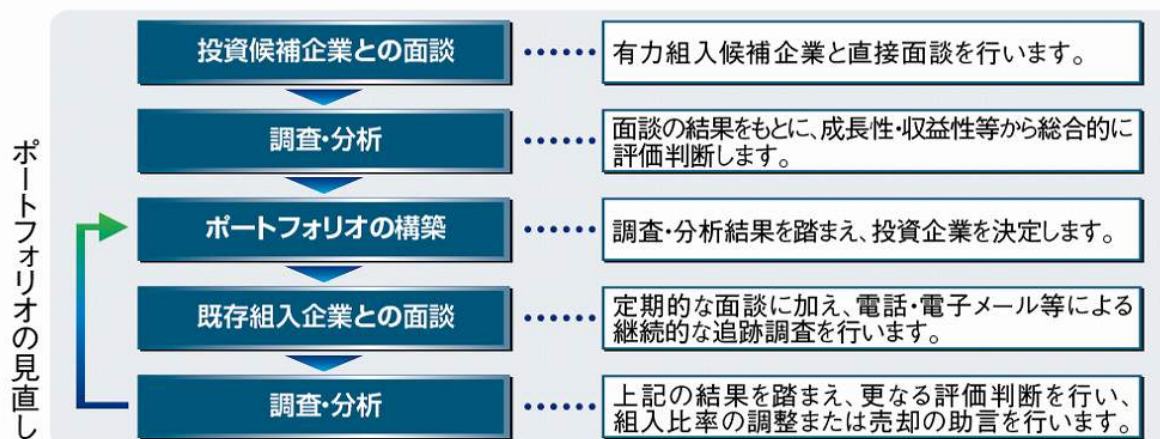 投資候補企業との面談
有力組入候補企業と直接面談を行います。
調査・分析
面談の結果をもとに、成長性・収益性等から総合的に
評価判断します。
ポートフォリオの構築
調査・分析結果を踏まえ、投資企業を決定します。
既存組入企業との面談
定期的な面談に加え、電話・電子メール等による
継続的な追跡調査を行います。
調査・分析
上記の結果を踏まえ、更なる評価判断を行い、
組入比率の調整または売却の助言を行います。
ポートフォリオの見直し